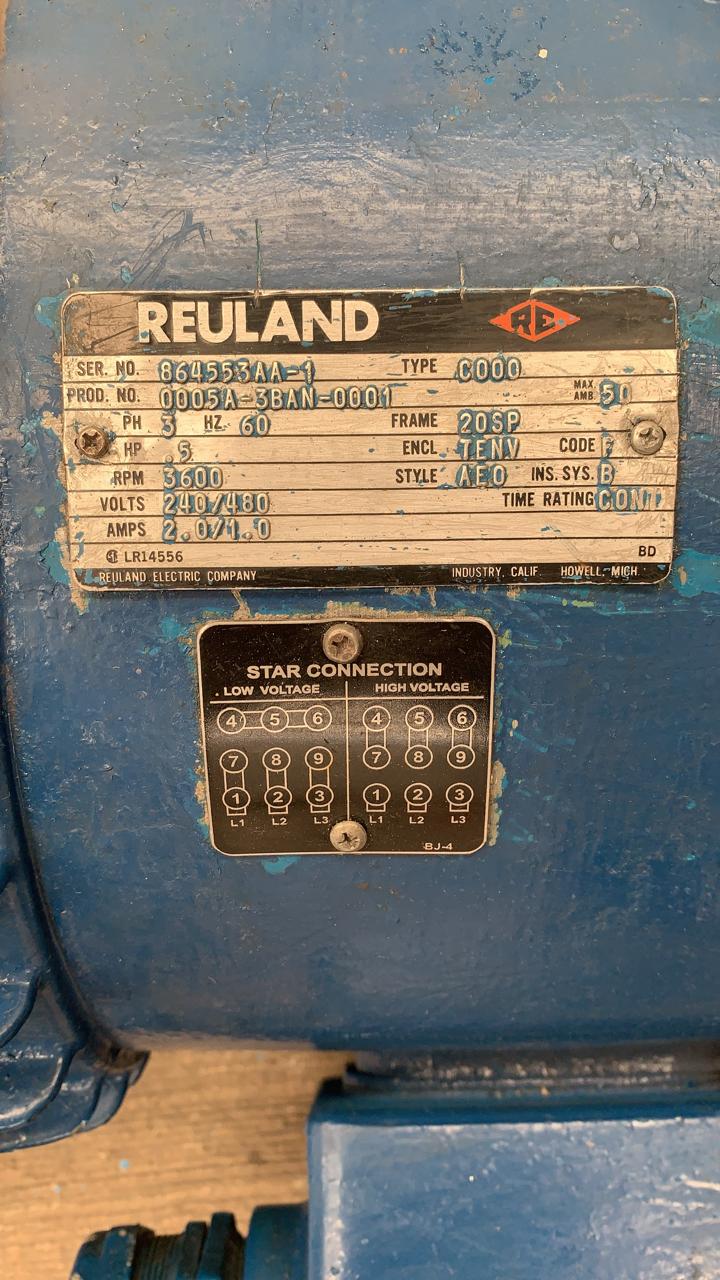 REULAND
RE.
SER. NO. 864553AA-1 TYPE C000
PROD. NO. 0005A-3BAN-0001 MAX. AMB. 50
PH 3 HZ 60 FRAME 20SP
HP .5 ENCL. TENV CODE F
RPM 3600 STYLE AEO INS. SYS. B
VOLTS 240/480 TIME RATING CONT
AMPS 2.0/1.0
LR14556 BD
REULAND ELECTRIC COMPANY INDUSTRY, CALIF. HOWELL, MICH.
STAR CONNECTION
LOW VOLTAGE HIGH VOLTAGE
4 5 6 4 5 6
7 8 9 7 8 9
1 2 3 1 2 3
L1 L2 L3 L1 L2 L3
BJ-4